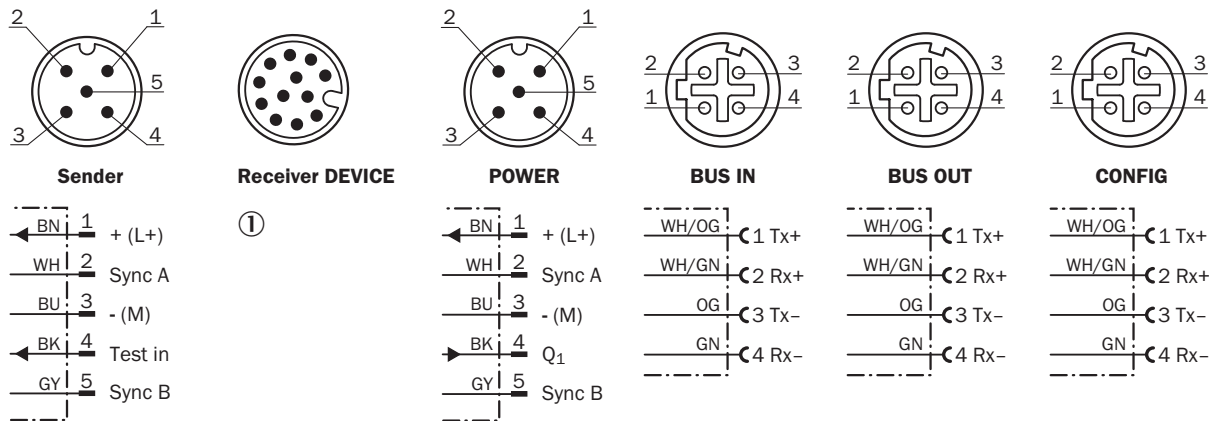 2 1
5
3 4
2 1
5
3 4
2 3
1 4
2 3
1 4
2 3
1 4
Sender
Receiver DEVICE
POWER
BUS IN
BUS OUT
CONFIG
BN 1 + (L+)
WH 2 Sync A
BU 3 - (M)
BK 4 Test in
GY 5 Sync B
①
BN 1 + (L+)
WH 2 Sync A
BU 3 - (M)
BK 4 Q1
GY 5 Sync B
WH/OG 1 Tx+
WH/GN 2 Rx+
OG 3 Tx–
GN 4 Rx–
WH/OG 1 Tx+
WH/GN 2 Rx+
OG 3 Tx–
GN 4 Rx–
WH/OG 1 Tx+
WH/GN 2 Rx+
OG 3 Tx–
GN 4 Rx–